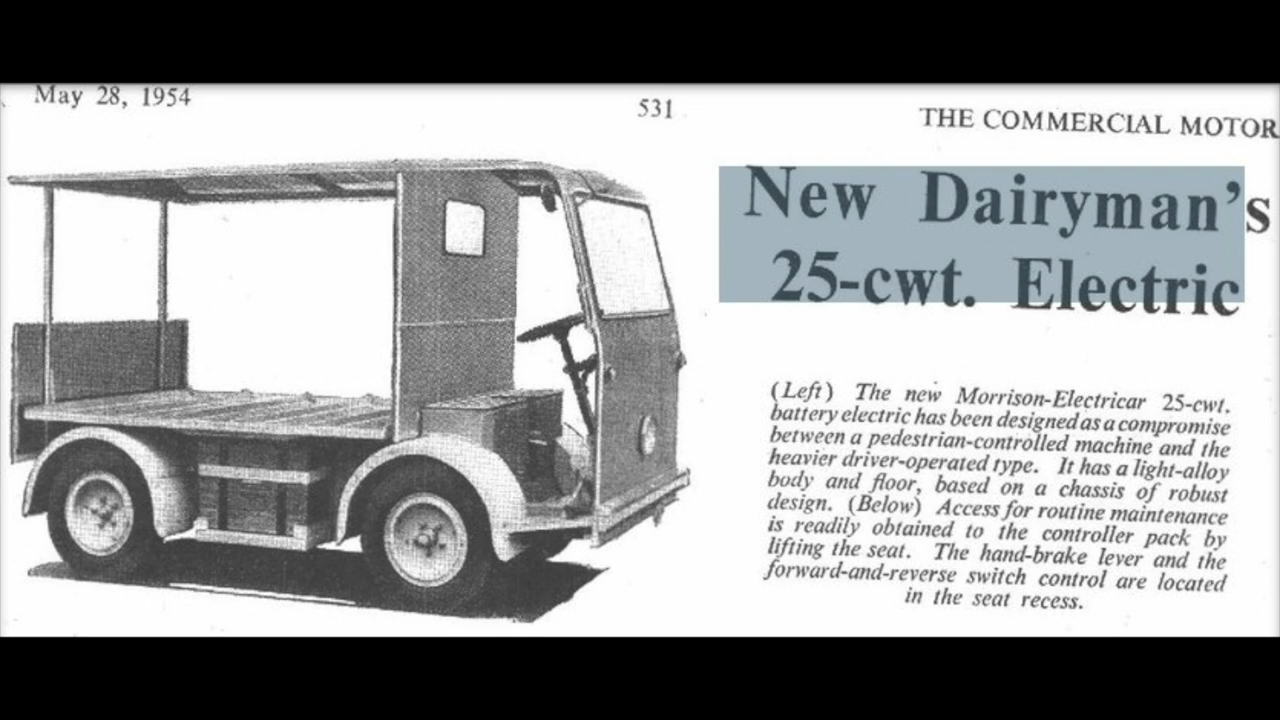 May 28, 1954
531
THE COMMERCIAL MOTOR
New Dairyman's
25-cwt. Electric
(Left) The new Morrison-Electricar 25-cwt.
battery electric has been designed as a compromise
between a pedestrian-controlled machine and the
heavier driver-operated type. It has a light-alloy
body and floor, based on a chassis of robust
design. (Below) Access for routine maintenance
is readily obtained to the controller pack by
lifting the seat. The hand-brake lever and the
forward-and-reverse switch control are located
in the seat recess.